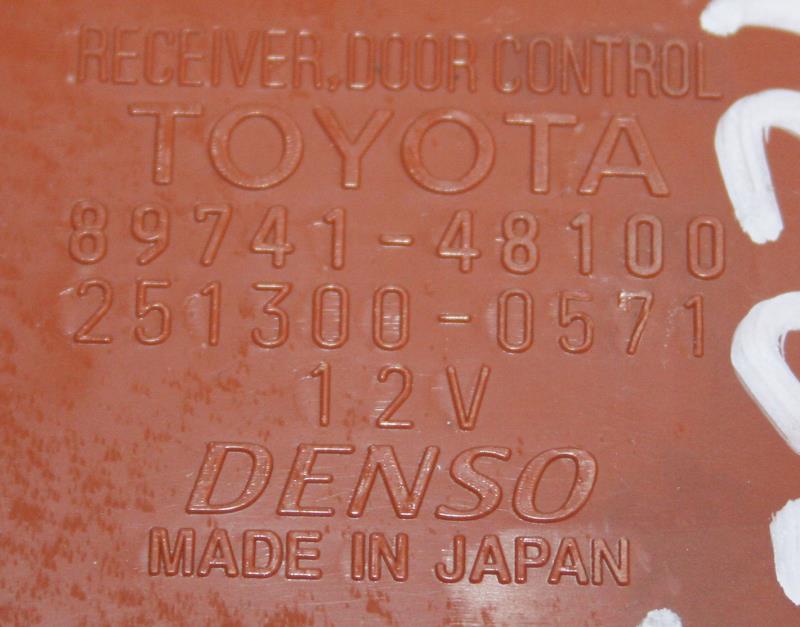 RECEIVER,DOOR CONTROL
TOYOTA
89741-48100
251300-0571
12V
DENSO
MADE IN JAPAN